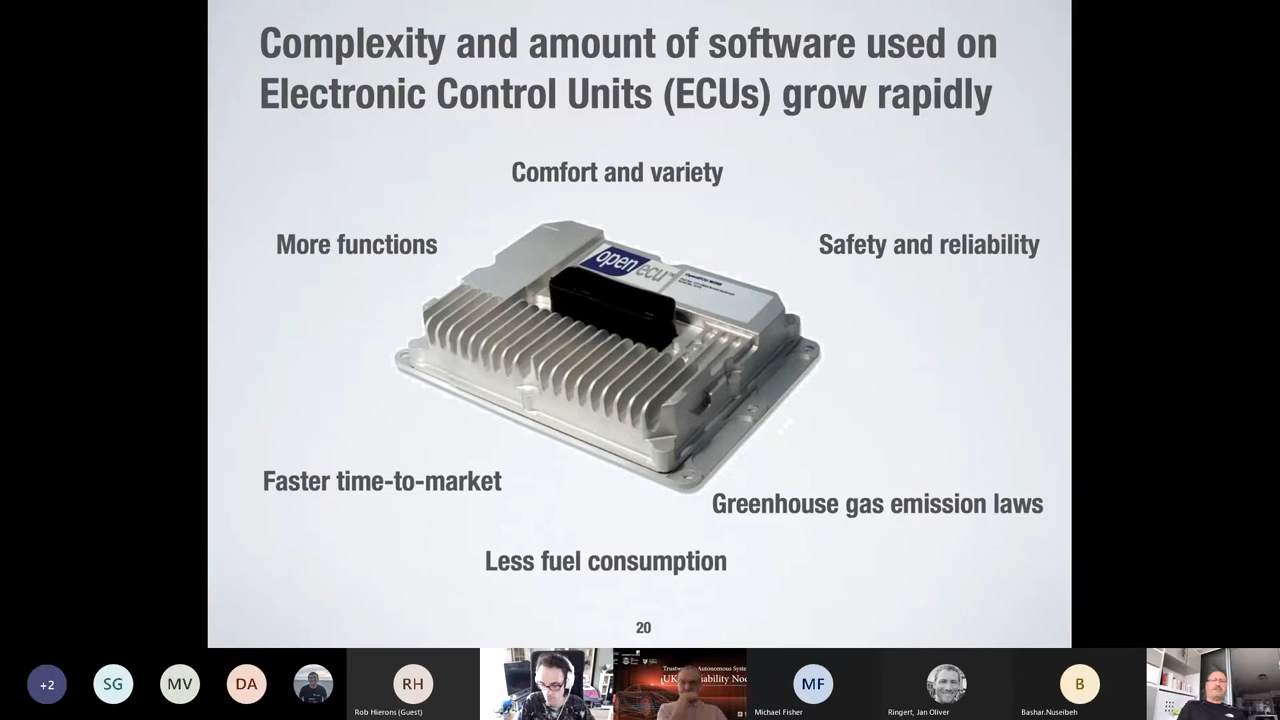 Complexity and amount of software used on
Electronic Control Units (ECUs) grow rapidly
Comfort and variety
More functions
Safety and reliability
open ecu™
Faster time-to-market
Greenhouse gas emission laws
Less fuel consumption
20
+2
SG
MV
DA
RH
Rob Hierons (Guest)
MF
Michael Fisher
Ringert, Jan Oliver
B
Bashar.Nuseibeh